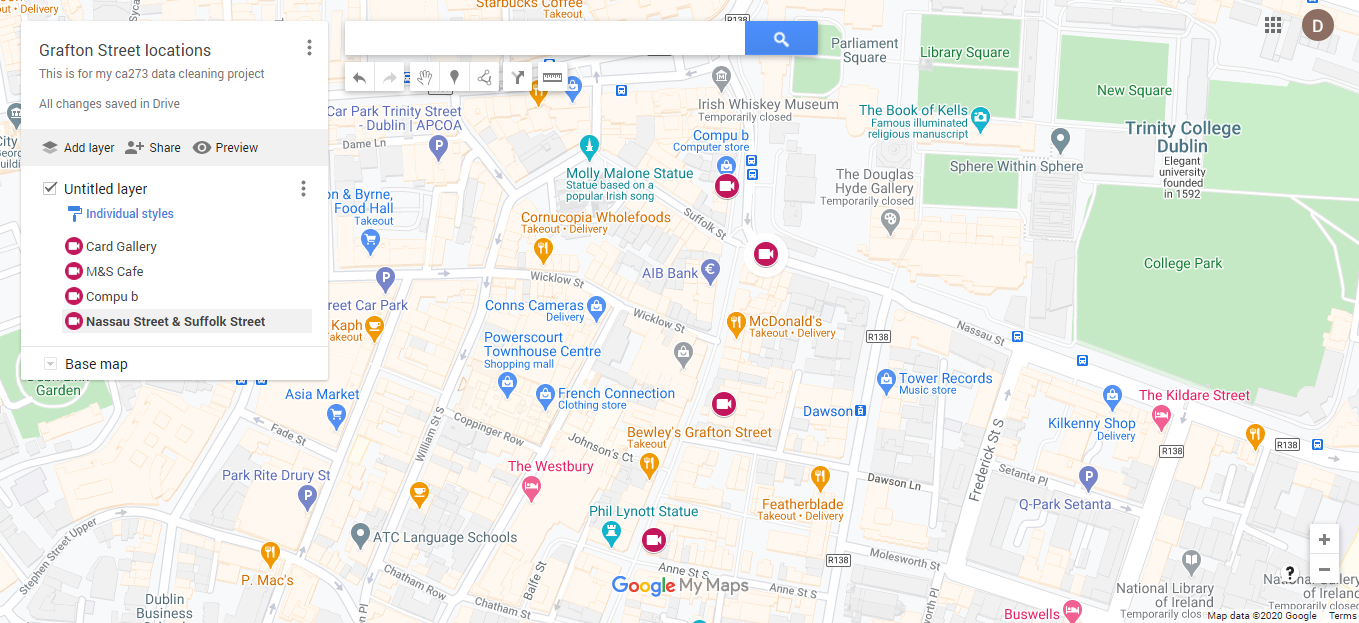 Starbucks Coffee
Takeout
R138
Grafton Street locations
This is for my ca273 data cleaning project
All changes saved in Drive
Add layer
Share
Preview
Untitled layer
Individual styles
Card Gallery
M&S Cafe
Compu b
Nassau Street & Suffolk Street
Base map
D
Parliament
Square
Library Square
New Square
Irish Whiskey Museum
Temporarily closed
The Book of Kells
Famous illuminated
religious manuscript
Trinity College
Dublin
Elegant
university
founded
in 1592
Car Park Trinity Street
- Dublin | APCOA
Dame Ln
Compu b
Computer store
Sphere Within Sphere
Molly Malone Statue
Statue based on a
popular Irish song
The Douglas
Hyde Gallery
Temporarily closed
& Byrne,
Food Hall
Takeout
Cornucopia Wholefoods
Takeout • Delivery
Suffolk St
College Park
AIB Bank
Wicklow St
Car Park
Conns Cameras
Delivery
Wicklow St
McDonald's
Takeout • Delivery
Kaph
R138
Nassau St
Powerscourt
Townhouse Centre
Shopping mall
Garden
Asia Market
French Connection
Clothing store
Tower Records
Music store
The Kildare Street
Dawson
Kilkenny Shop
Delivery
William St S
Coppinger Row
Fade St
Johnson's Ct
Bewley's Grafton Street
Takeout
R138
R138
Frederick St S
The Westbury
Park Rite Drury St
Setanta Pl
Dawson Ln
Q-Park Setanta
Featherblade
Takeout • Delivery
Phil Lynott Statue
Stephen Street Upper
ATC Language Schools
R138
Molesworth St
P. Mac's
Chatham Row
Balfe St
Anne St S
Anne St S
Google My Maps
National Library
of Ireland
Temporarily clos
Gallery
of Ireland
Dublin
Business
Chatham St
Buswells
Map data ©2020 Google
Terms